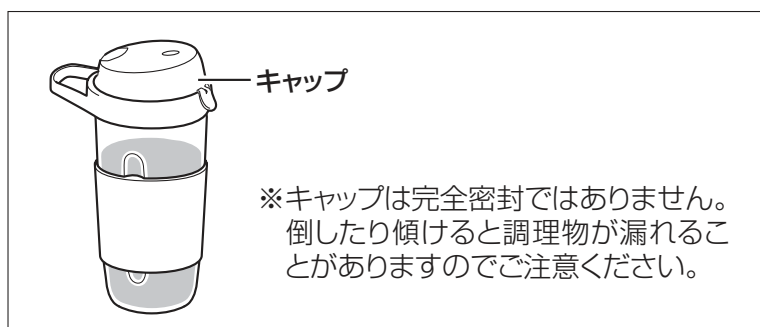 キャップ
※キャップは完全密封ではありません。
倒したり傾けると調理物が漏れるこ
とがありますのでご注意ください。